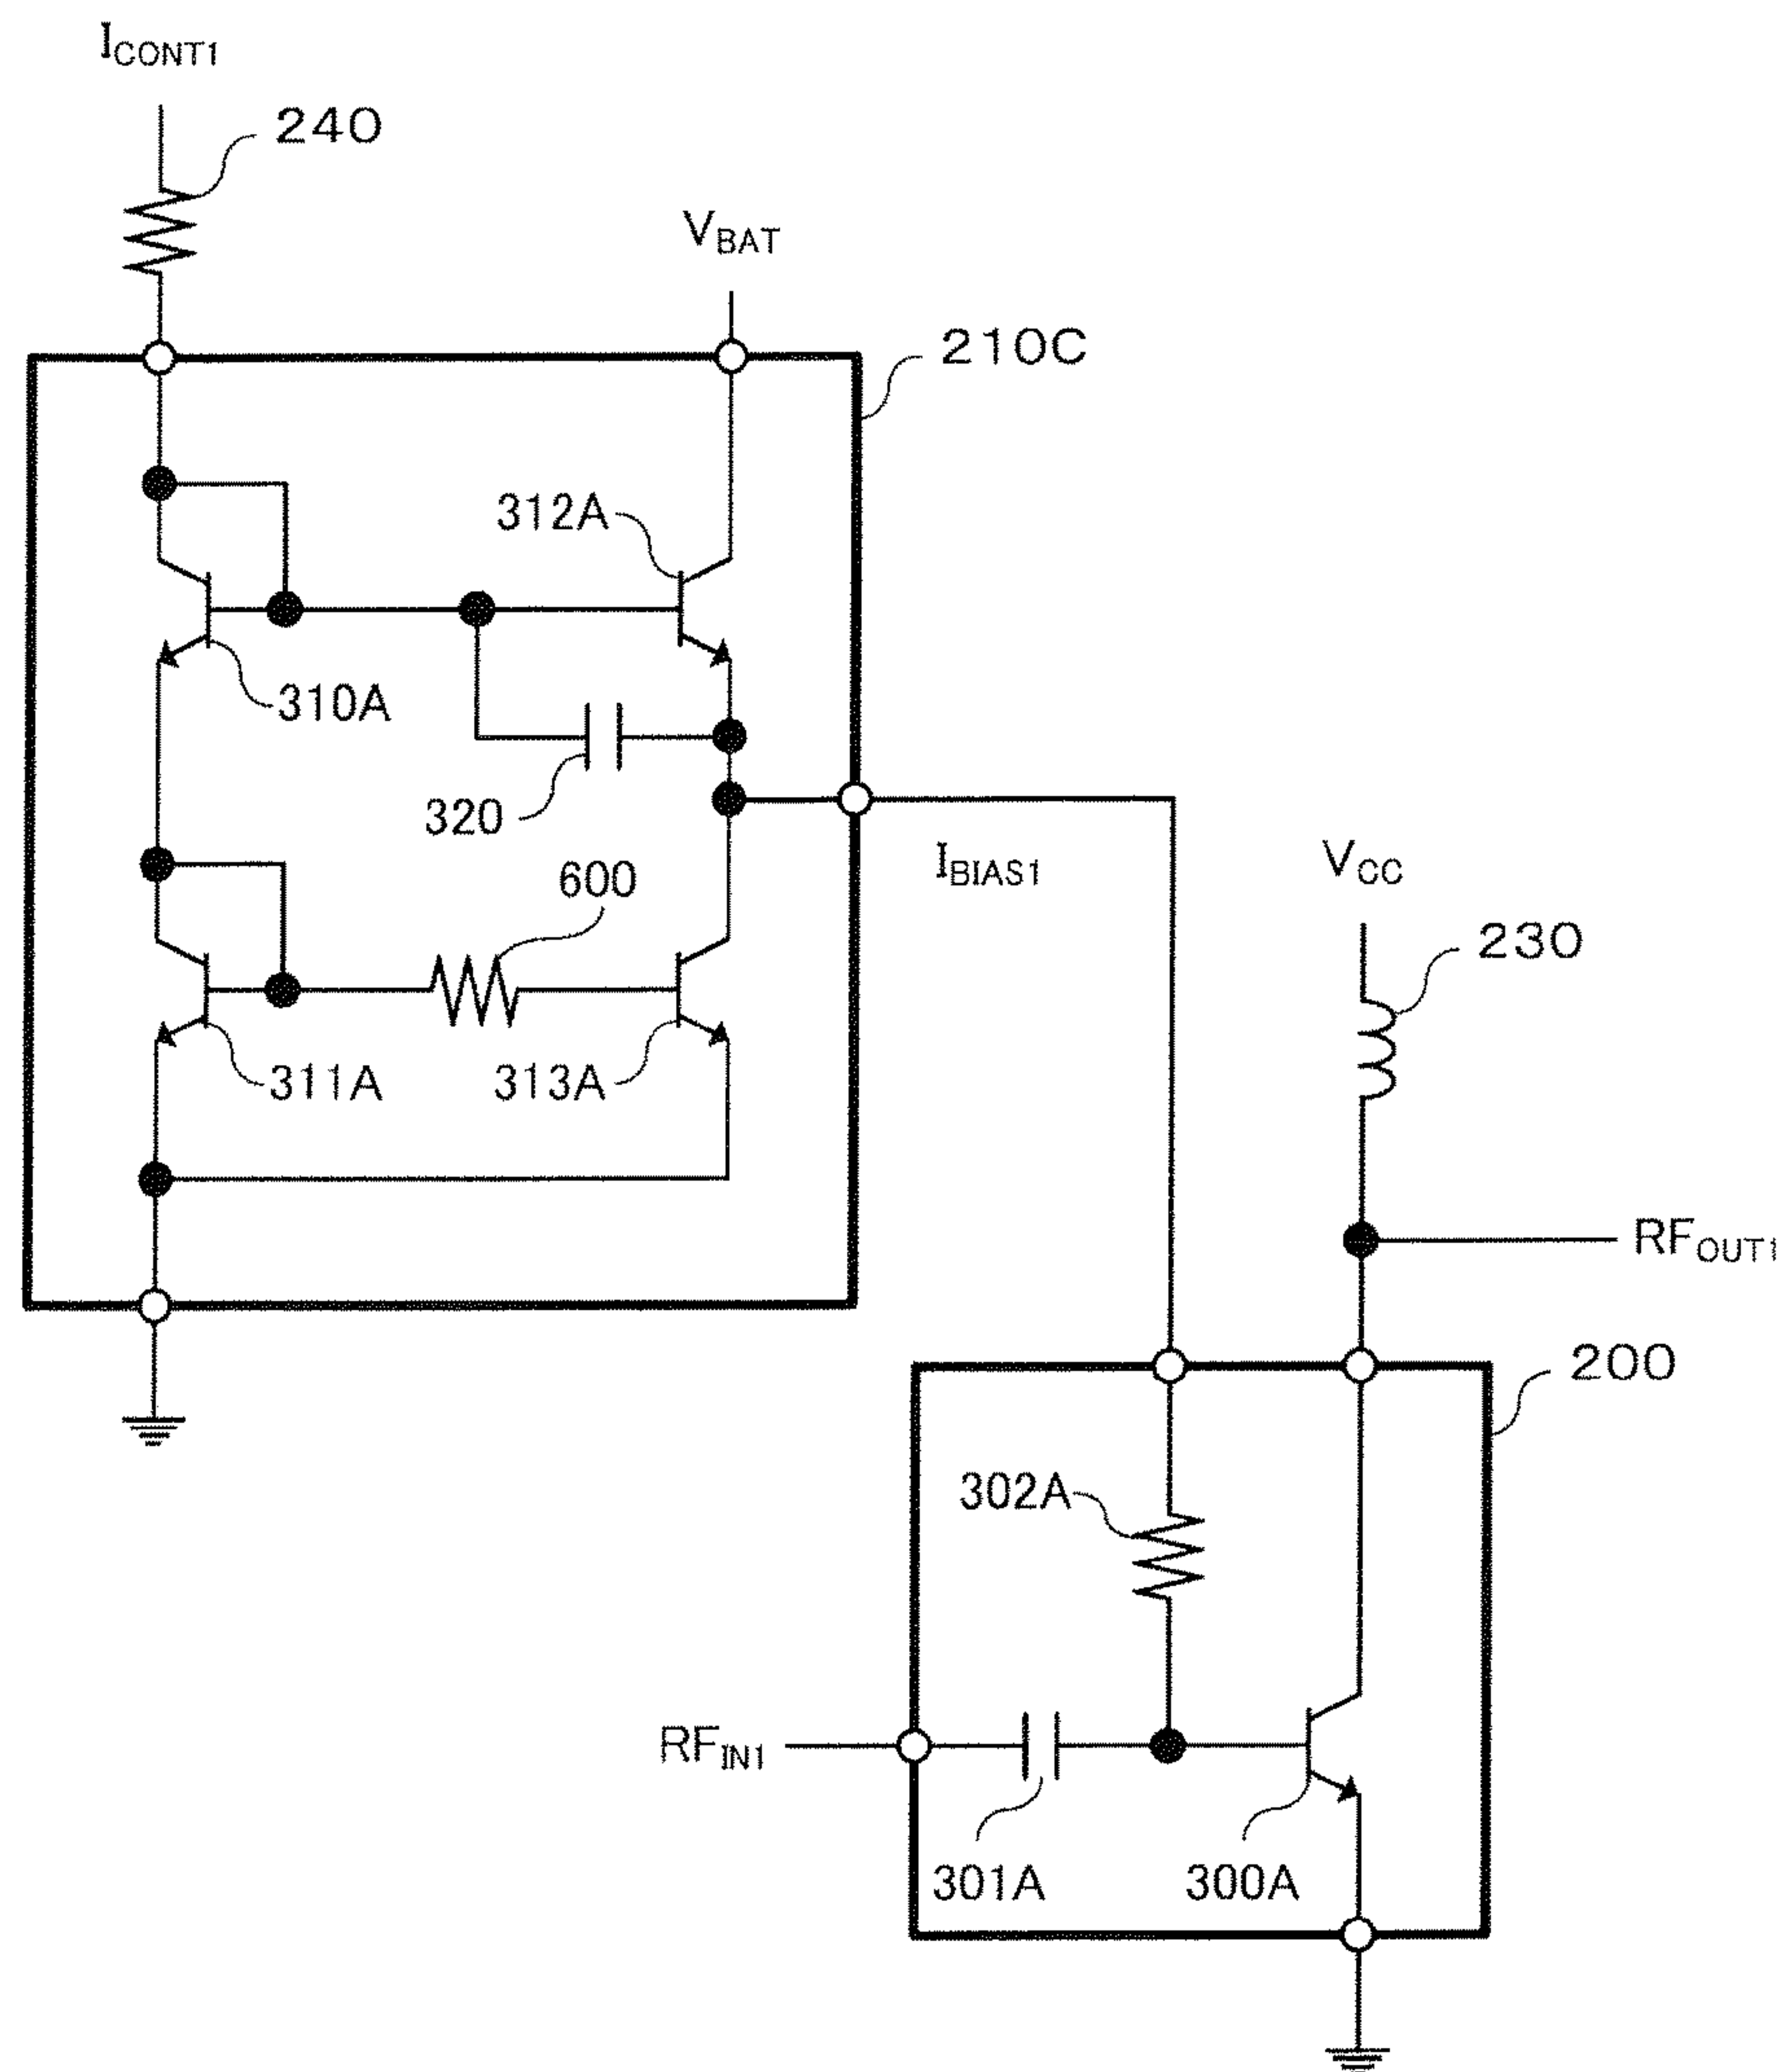 I_CONT1
240
V_BAT
210C
312A
310A
320
600
I_BIAS1
V_CC
230
311A
313A
RF_OUT1
200
302A
RF_IN1
301A
300A